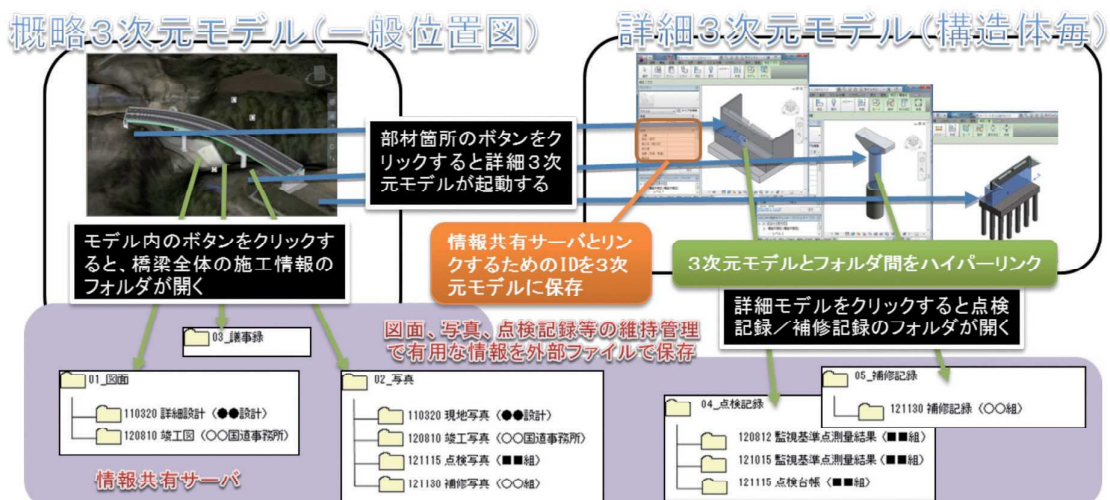 概略３次元モデル(一般位置図)
詳細３次元モデル(構造体毎)
部材箇所のボタンをク
リックすると詳細３次
元モデルが起動する
モデル内のボタンをクリックす
ると、橋梁全体の施工情報の
フォルダが開く
情報共有サーバとリン
クするためのIDを３次
元モデルに保存
３次元モデルとフォルダ間をハイパーリンク
詳細モデルをクリックすると点検
記録／補修記録のフォルダが開く
図面、写真、点検記録等の維持管理
で有用な情報を外部ファイルで保存
03_議事録
01_図面
110320 詳細設計〈●●設計〉
120810 竣工図〈○○国道事務所〉
02_写真
110320 現地写真〈●●設計〉
120810 竣工写真〈○○国道事務所〉
121115 点検写真〈■■組〉
121130 補修写真〈○○組〉
04_点検記録
120812 監視基準点測量結果〈■■組〉
121015 監視基準点測量結果〈■■組〉
121115 点検台帳〈■■組〉
05_補修記録
121130 補修記録〈○○組〉
情報共有サーバ